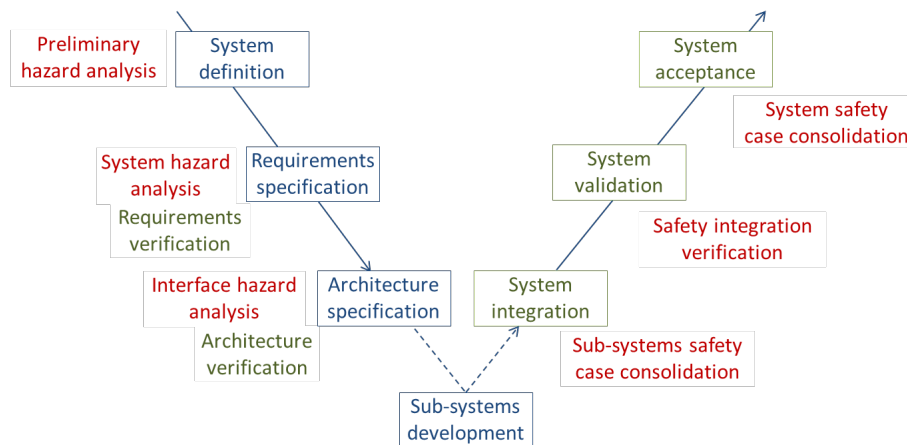 Preliminary
hazard analysis
System
definition
System
acceptance
System safety
case consolidation
System hazard
analysis
Requirements
verification
Requirements
specification
System
validation
Safety integration
verification
Interface hazard
analysis
Architecture
verification
Architecture
specification
System
integration
Sub-systems safety
case consolidation
Sub-systems
development